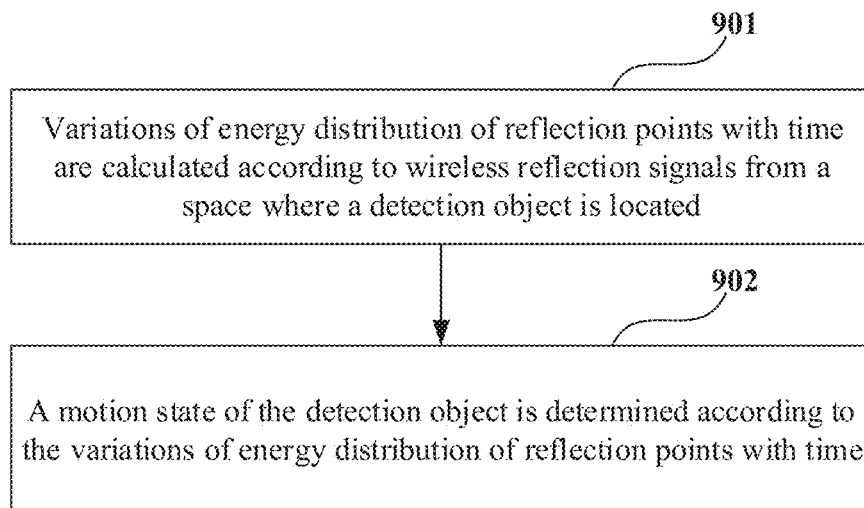 901
Variations of energy distribution of reflection points with time
are calculated according to wireless reflection signals from a
space where a detection object is located
902
A motion state of the detection object is determined according to
the variations of energy distribution of reflection points with time